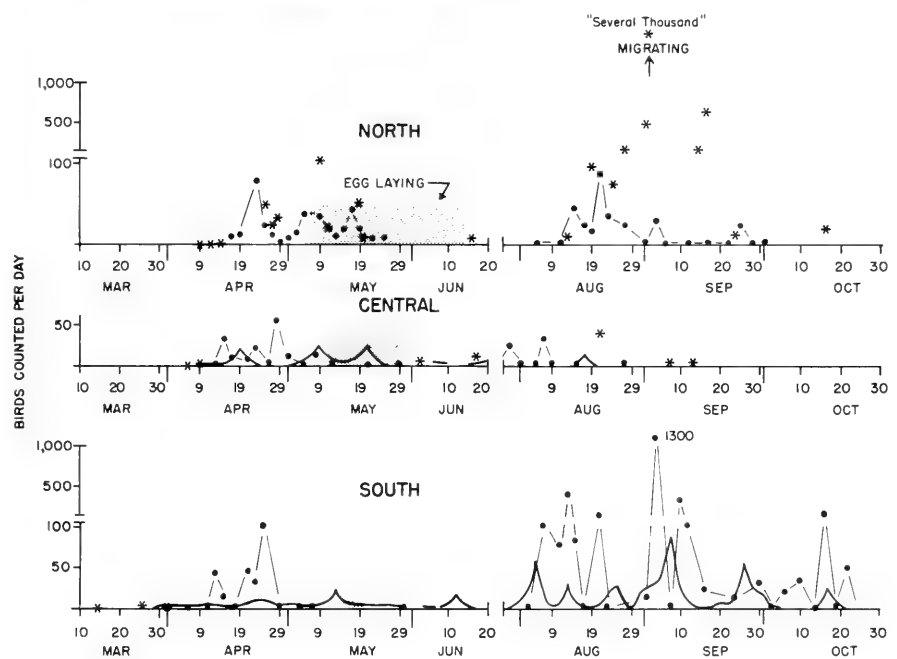 "Several Thousand"
*
MIGRATING
1,000
500
NORTH
100
EGG LAYING
0
10 20 30 9 19 29 9 19 29 10 20 9 19 29 10 20 30 10 20 30
MAR APR MAY JUN AUG SEP OCT
CENTRAL
50
0
10 20 30 9 19 29 9 19 29 10 20 9 19 29 10 20 30 10 20 30
MAR APR MAY JUN AUG SEP OCT
BIRDS COUNTED PER DAY
1300
1,000
500
SOUTH
100
50
0
10 20 30 9 19 29 9 19 29 10 20 9 19 29 10 20 30 10 20 30
MAR APR MAY JUN AUG SEP OCT